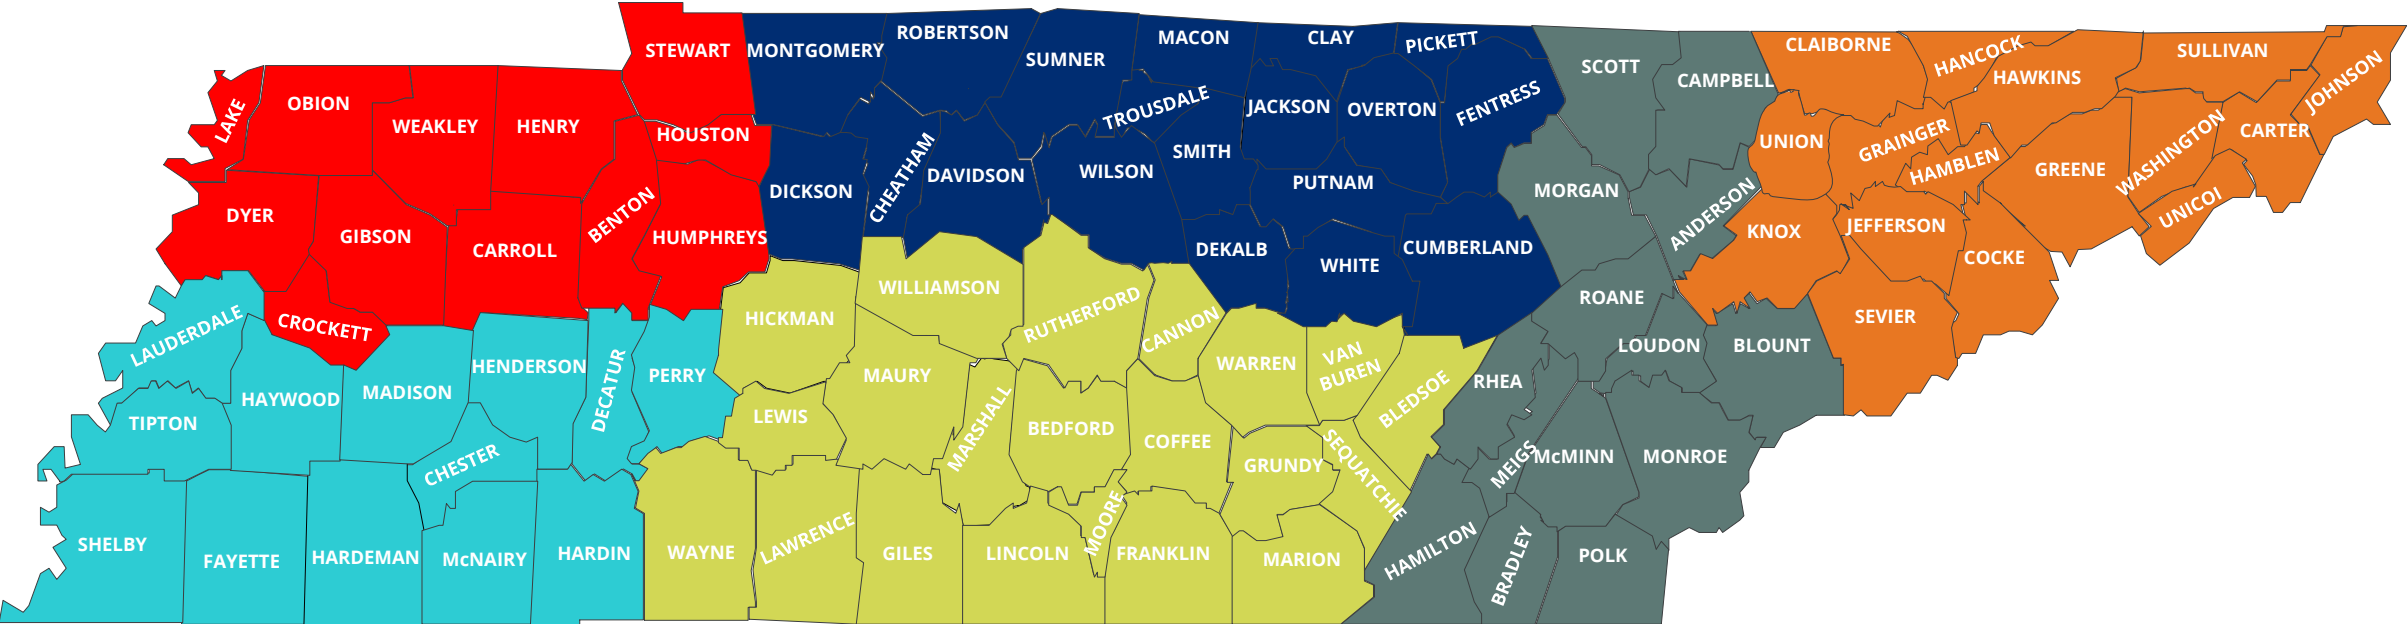 LAKE
OBION
WEAKLEY
HENRY
STEWART
HOUSTON
DYER
GIBSON
CARROLL
BENTON
HUMPHREYS
CROCKETT
LAUDERDALE
TIPTON
HAYWOOD
MADISON
HENDERSON
DECATUR
PERRY
CHESTER
SHELBY
FAYETTE
HARDEMAN
McNAIRY
HARDIN
MONTGOMERY
ROBERTSON
SUMNER
MACON
CLAY
PICKETT
TROUSDALE
JACKSON
OVERTON
FENTRESS
DICKSON
CHEATHAM
DAVIDSON
WILSON
SMITH
PUTNAM
DEKALB
WHITE
CUMBERLAND
HICKMAN
WILLIAMSON
RUTHERFORD
CANNON
WARREN
VAN
BUREN
BLEDSOE
LEWIS
MAURY
MARSHALL
BEDFORD
COFFEE
GRUNDY
SEQUATCHIE
WAYNE
LAWRENCE
GILES
LINCOLN
MOORE
FRANKLIN
MARION
SCOTT
CAMPBELL
MORGAN
ANDERSON
ROANE
LOUDON
BLOUNT
RHEA
MEIGS
McMINN
MONROE
HAMILTON
BRADLEY
POLK
CLAIBORNE
HANCOCK
HAWKINS
SULLIVAN
JOHNSON
UNION
GRAINGER
HAMBLEN
GREENE
WASHINGTON
CARTER
UNICOI
KNOX
JEFFERSON
COCKE
SEVIER